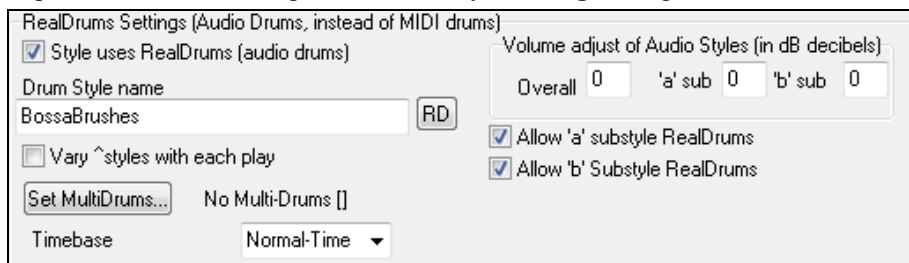 RealDrums Settings (Audio Drums, instead of MIDI drums)
Style uses RealDrums (audio drums)
Drum Style name
BossaBrushes
RD
Vary ^styles with each play
Set MultiDrums...
No Multi-Drums []
Timebase
Normal-Time
Volume adjust of Audio Styles (in dB decibels)
Overall 0 'a' sub 0 'b' sub 0
Allow 'a' substyle RealDrums
Allow 'b' Substyle RealDrums